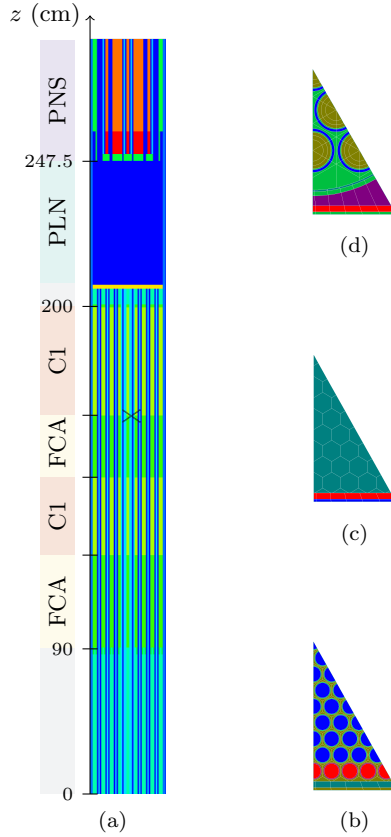 z (cm)
PNS
247.5
PLN
200
C1
FCA
C1
FCA
90
0
(a)
(d)
(c)
(b)